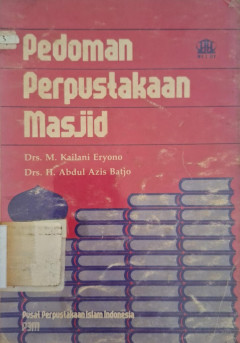 Pedoman
Perpustakaan
Masjid
Drs. M. Kailani Eryono
Drs. H. Abdul Azis Batjo
Pusat Perpustakaan Islam Indonesia